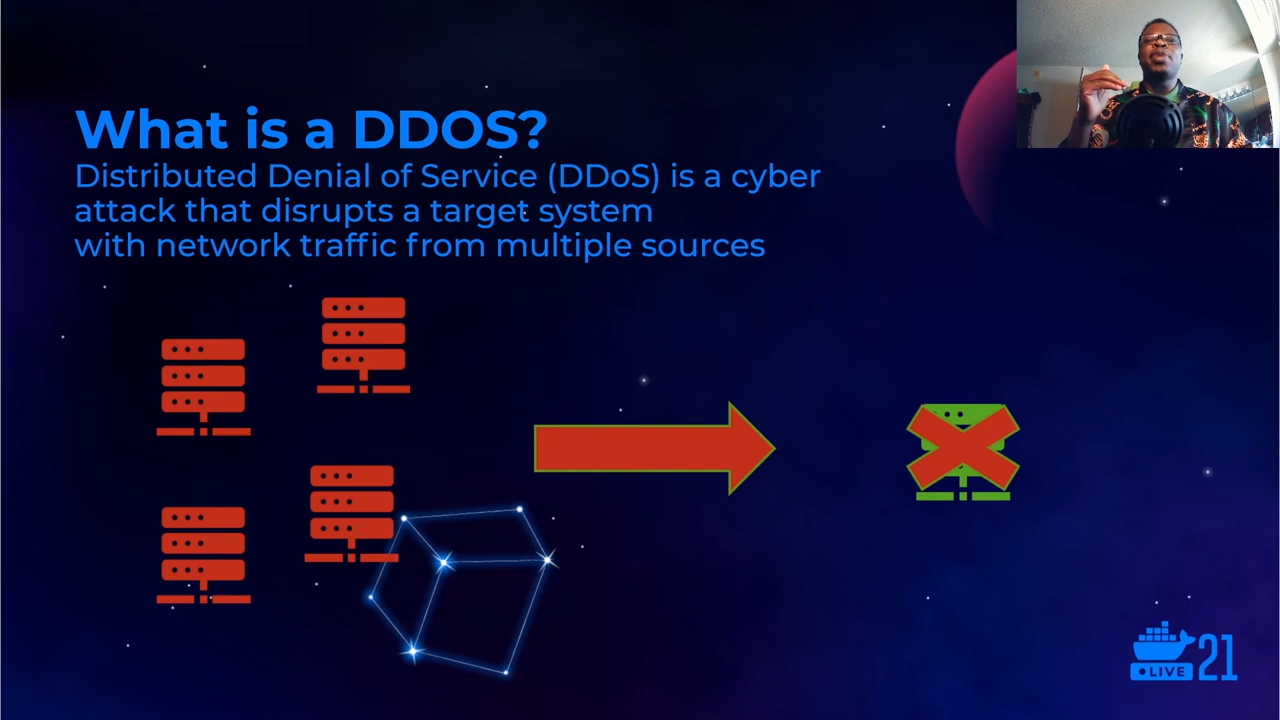 What is a DDOS?
Distributed Denial of Service (DDoS) is a cyber
attack that disrupts a target system
with network traffic from multiple sources
LIVE 21